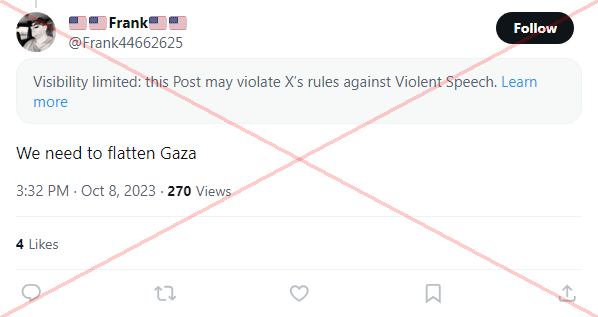 🇺🇸🇺🇸Frank🇺🇸🇺🇸
Follow
@Frank44662625
Visibility limited: this Post may violate X's rules against Violent Speech. Learn
more
We need to flatten Gaza
3:32 PM · Oct 8, 2023 · 270 Views
4 Likes